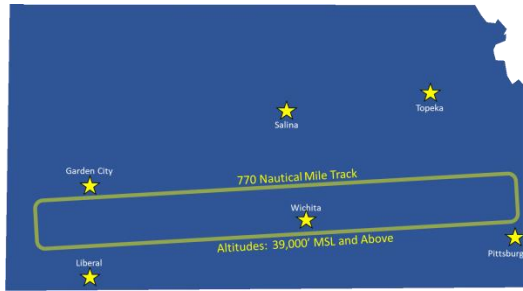 Topeka
Salina
Garden City
770 Nautical Mile Track
Wichita
Altitudes: 39,000' MSL and Above
Pittsburg
Liberal